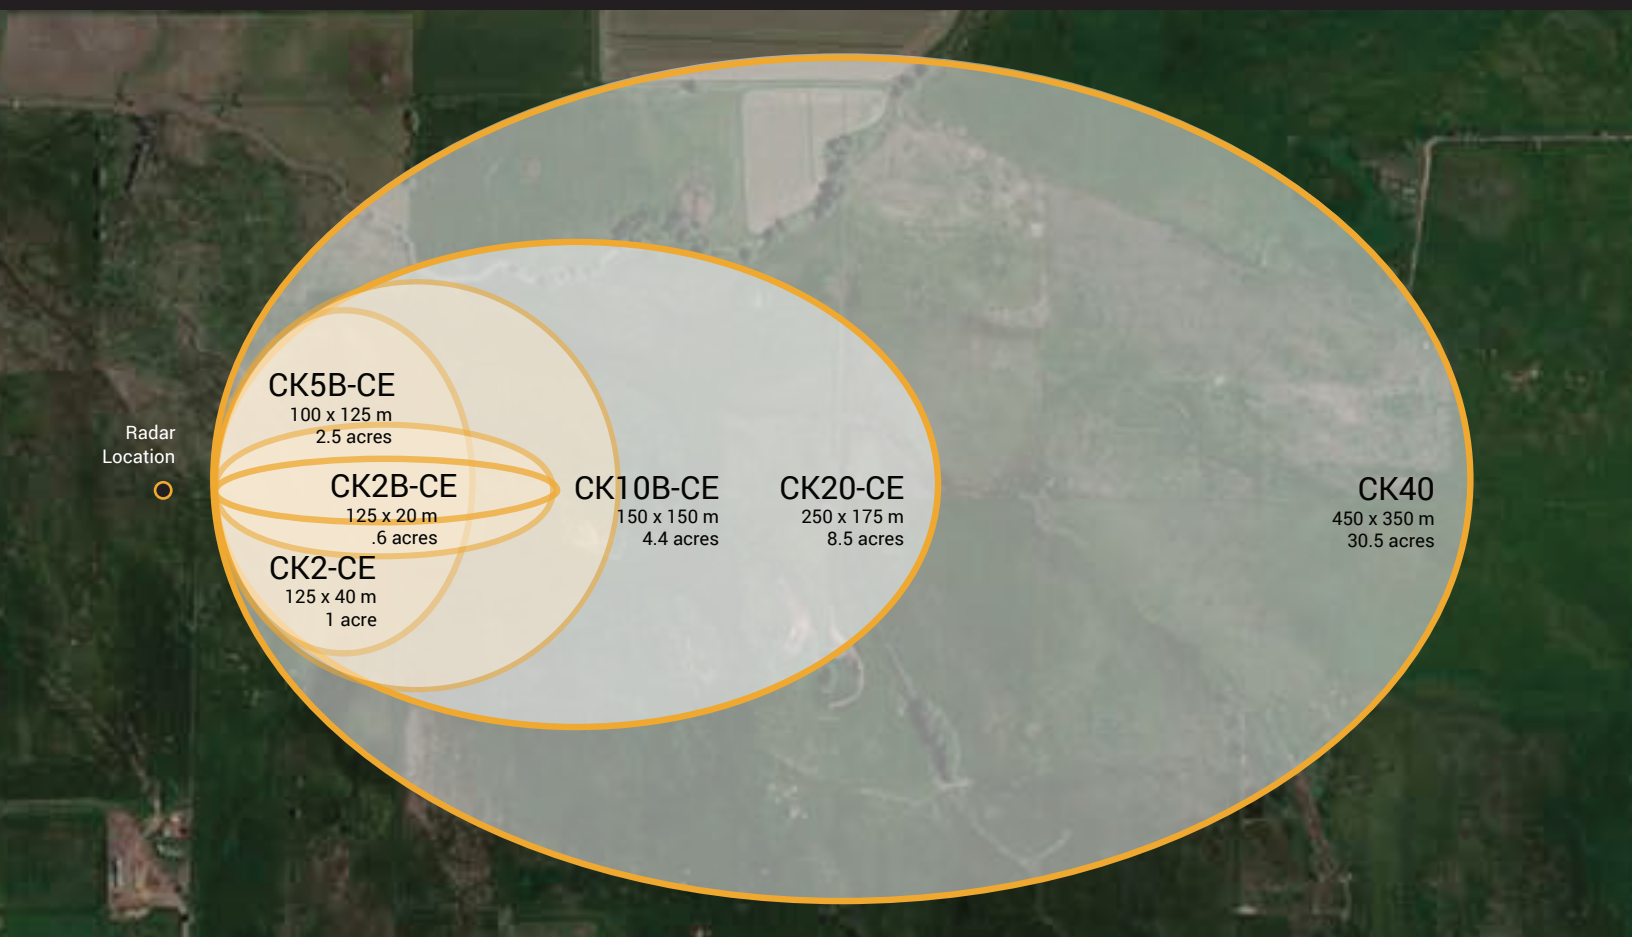 Radar
Location
CK5B-CE
100 x 125 m
2.5 acres
CK2B-CE
125 x 20 m
.6 acres
CK2-CE
125 x 40 m
1 acre
CK10B-CE
150 x 150 m
4.4 acres
CK20-CE
250 x 175 m
8.5 acres
CK40
450 x 350 m
30.5 acres